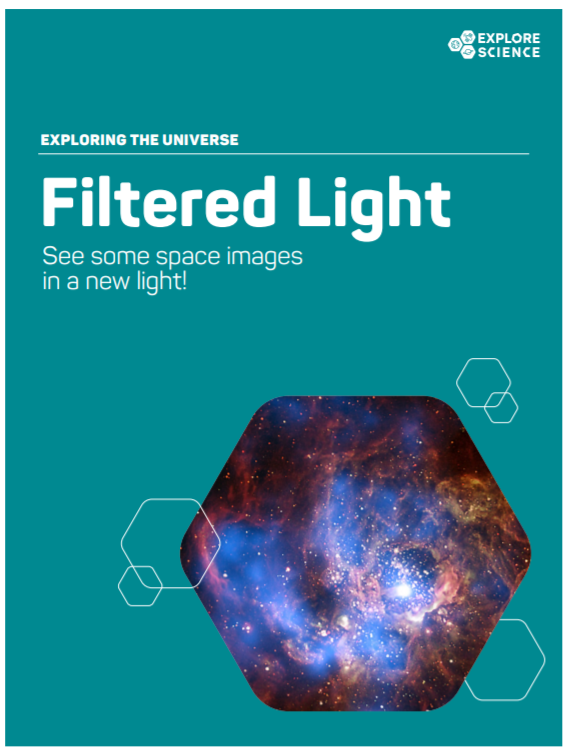 EXPLORE
SCIENCE
EXPLORING THE UNIVERSE
Filtered Light
See some space images
in a new light!